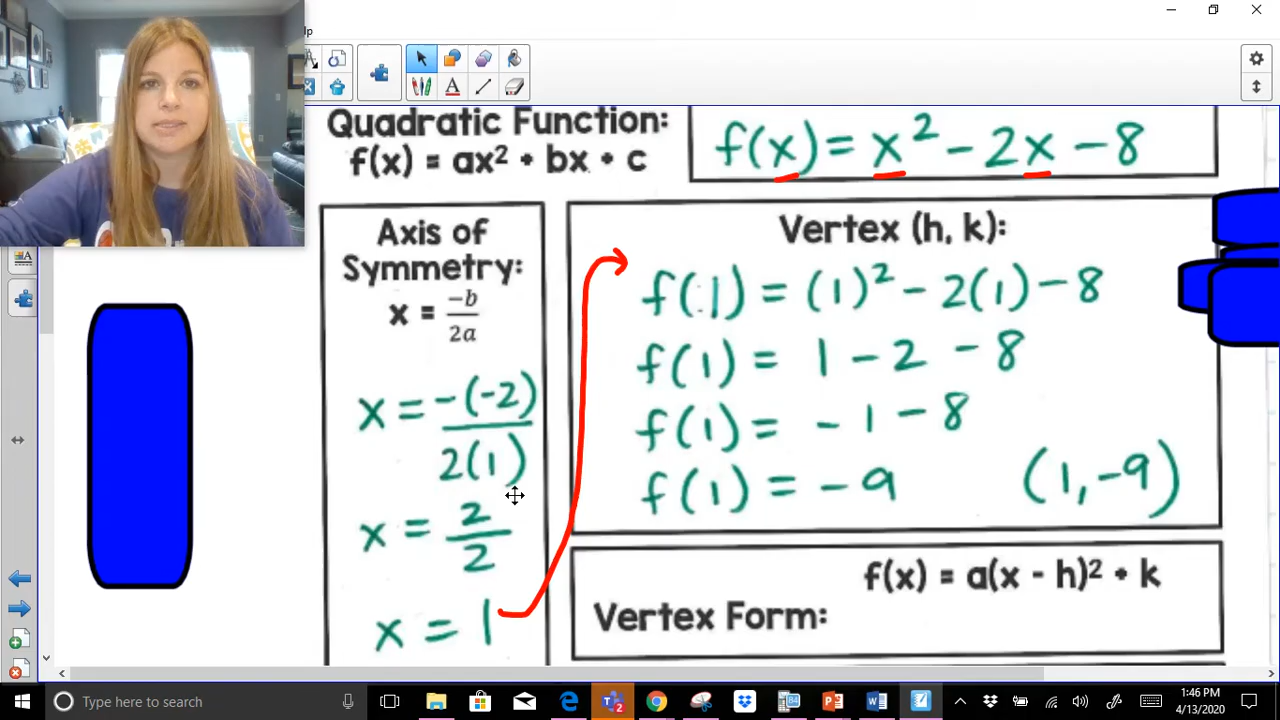 lp
Quadratic Function:
f(x) = ax² + bx + c
f(x) = x² - 2x - 8
Axis of
Symmetry:
x = -b/2a
x = -(-2)/2(1)
x = 2/2
x = 1
Vertex (h, k):
f(1) = (1)² - 2(1) - 8
f(1) = 1 - 2 - 8
f(1) = -1 - 8
f(1) = -9 (1, -9)
f(x) = a(x - h)² + k
Vertex Form:
Type here to search
1:46 PM
4/13/2020